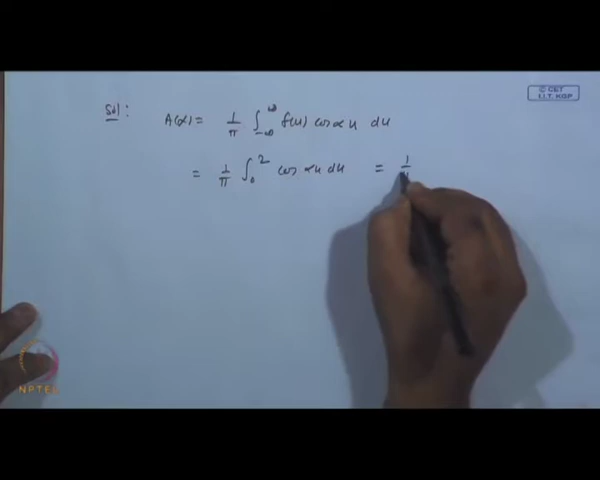 © CET
I.I.T. KGP
Sol:
A(α) = 1/π ∫_{-∞}^{∞} f(u) cos αu du
= 1/π ∫_0^2 cos αu du = 1/π
NPTEL